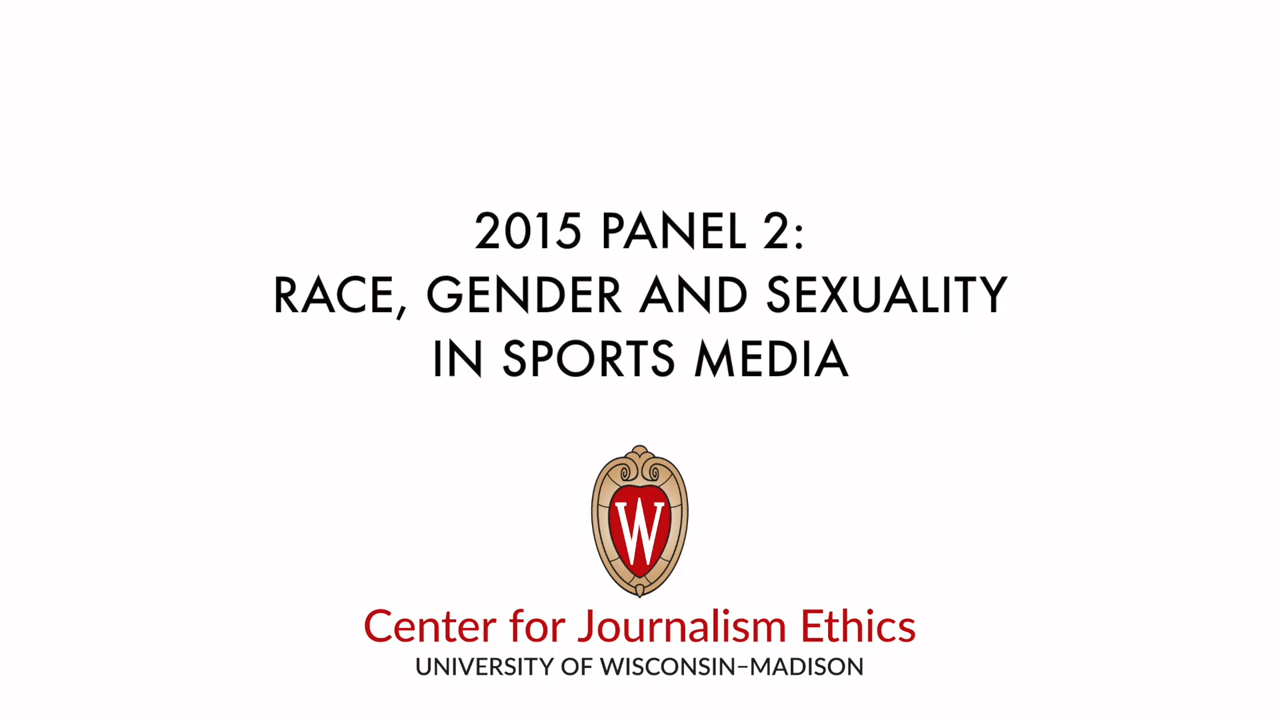 2015 PANEL 2:
RACE, GENDER AND SEXUALITY
IN SPORTS MEDIA
W
Center for Journalism Ethics
UNIVERSITY OF WISCONSIN–MADISON